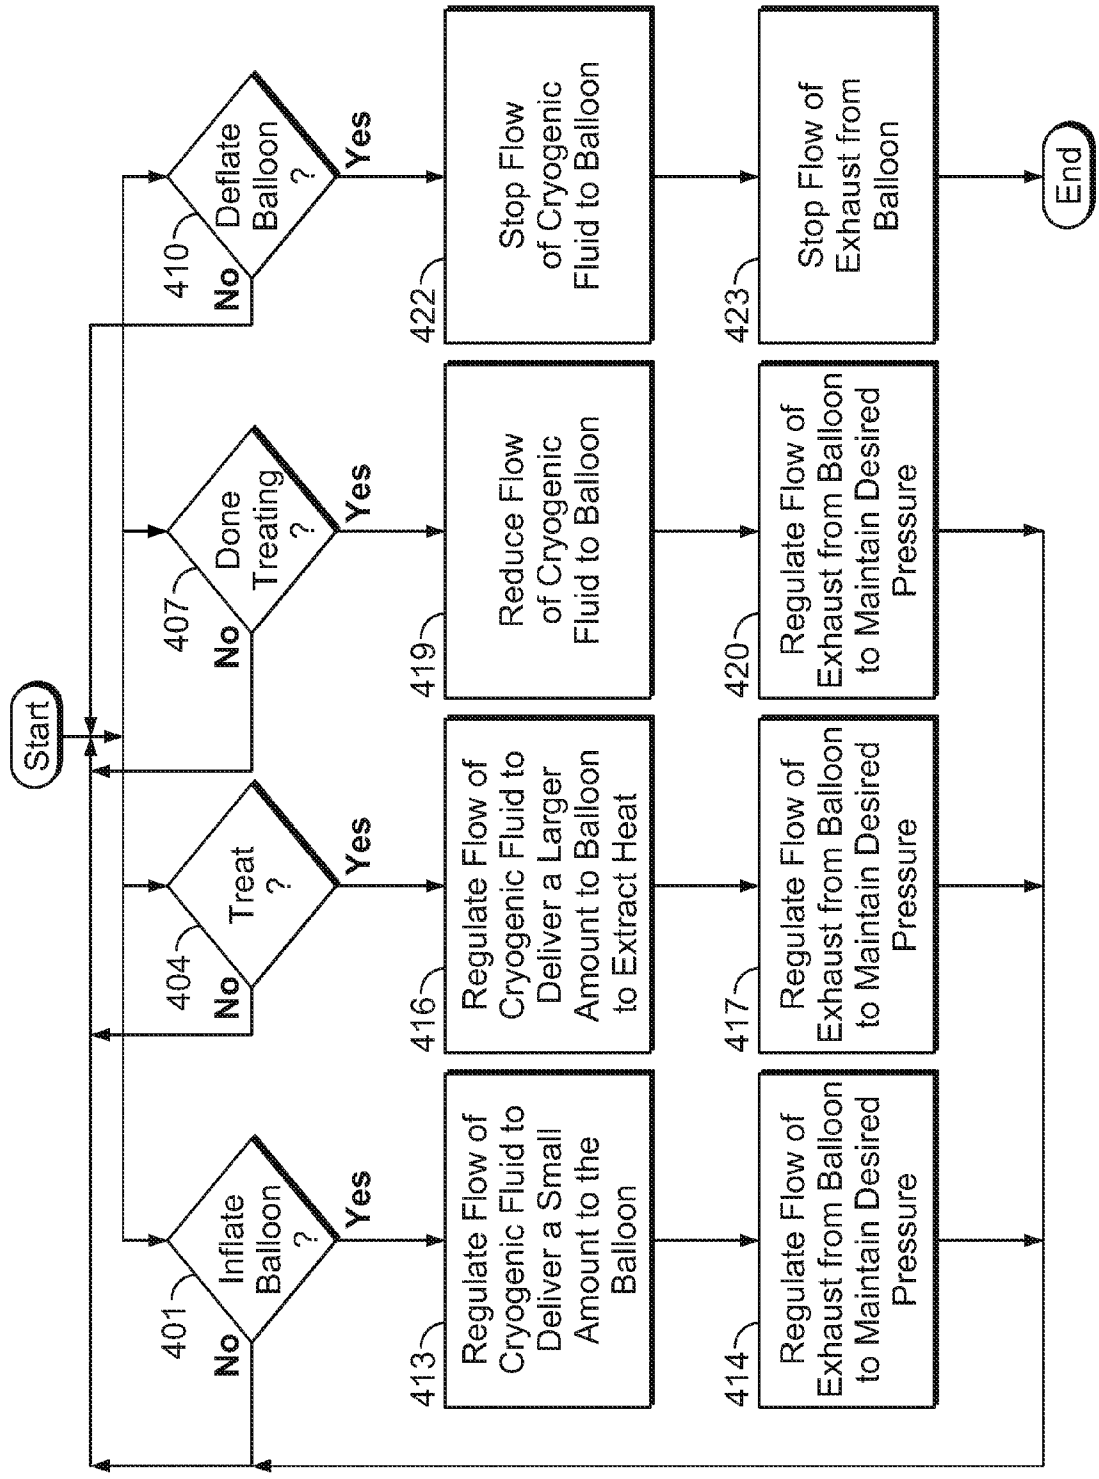 Start
401
Inflate
Balloon
?
No
Yes
404
Treat
?
No
Yes
407
Done
Treating
?
No
Yes
410
Deflate
Balloon
?
No
Yes
413
Regulate Flow of
Cryogenic Fluid to
Deliver a Small
Amount to the
Balloon
416
Regulate Flow of
Cryogenic Fluid to
Deliver a Larger
Amount to Balloon
to Extract Heat
419
Reduce Flow
of Cryogenic
Fluid to Balloon
422
Stop Flow
of Cryogenic
Fluid to Balloon
414
Regulate Flow of
Exhaust from Balloon
to Maintain Desired
Pressure
417
Regulate Flow of
Exhaust from Balloon
to Maintain Desired
Pressure
420
Regulate Flow of
Exhaust from Balloon
to Maintain Desired
Pressure
423
Stop Flow of
Exhaust from
Balloon
End